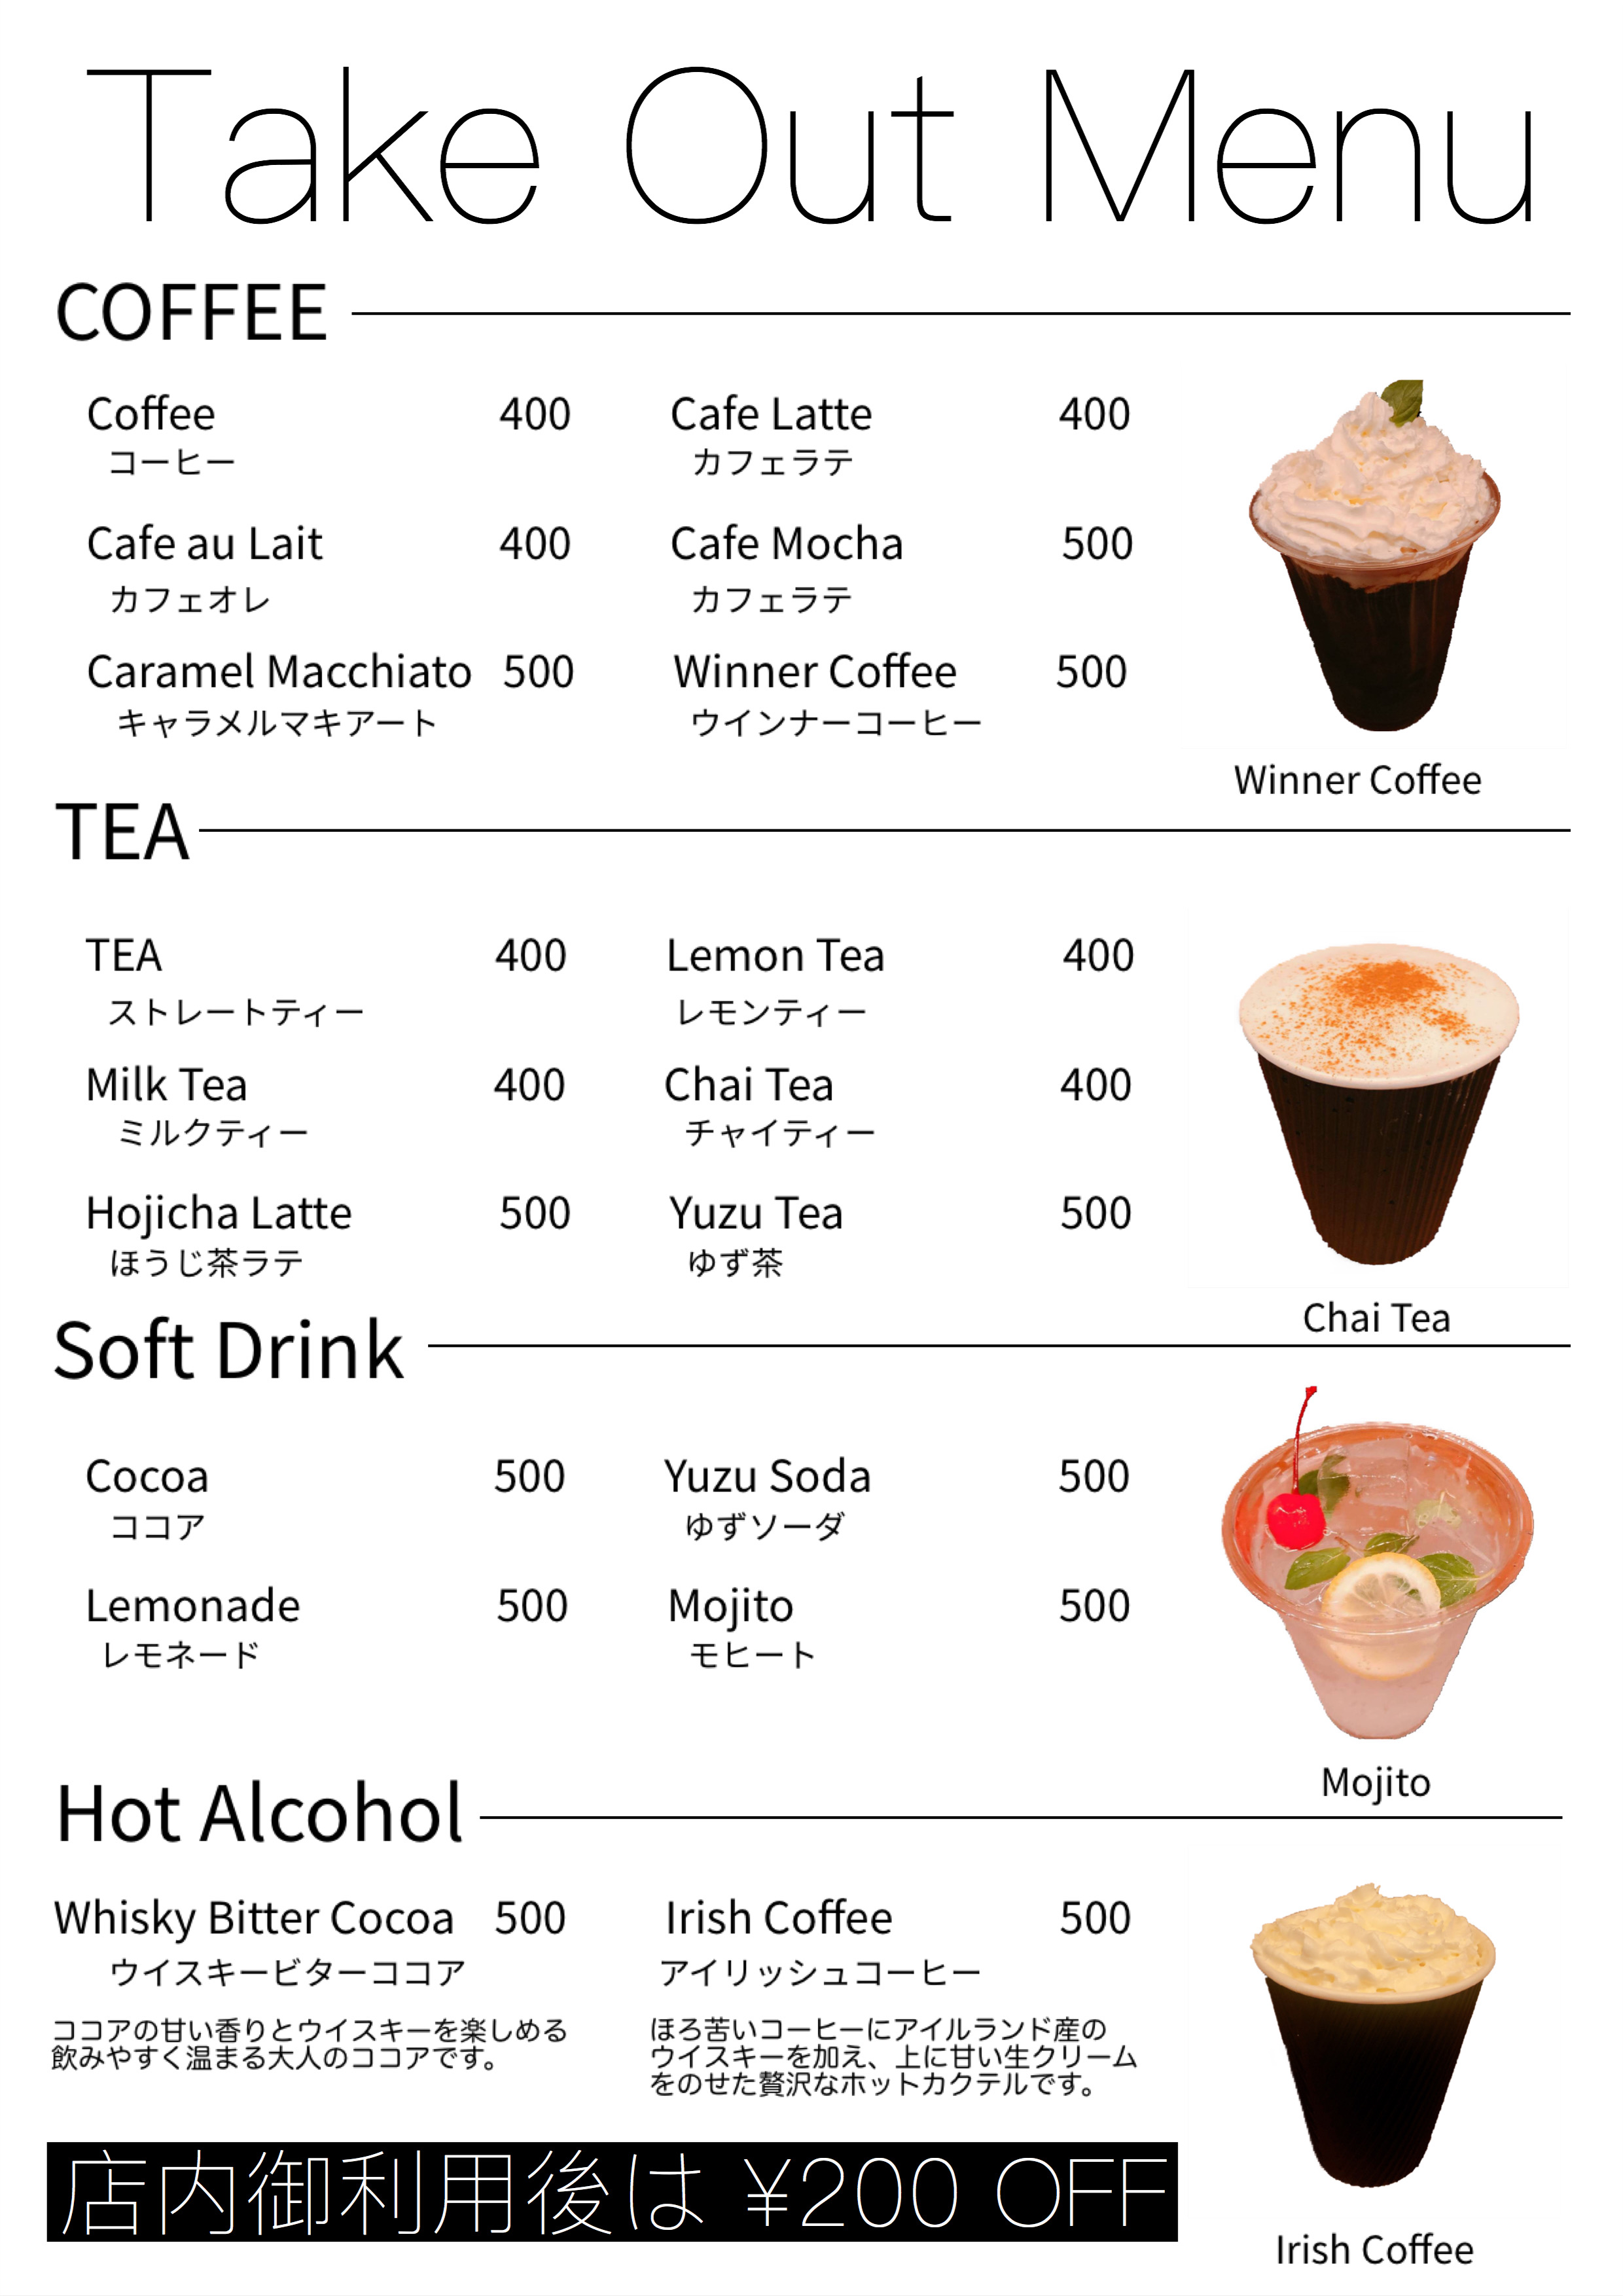 Take Out Menu
COFFEE
Coffee 400
コーヒー
Cafe Latte 400
カフェラテ
Cafe au Lait 400
カフェオレ
Cafe Mocha 500
カフェラテ
Caramel Macchiato 500
キャラメルマキアート
Winner Coffee 500
ウインナーコーヒー
Winner Coffee
TEA
TEA 400
ストレートティー
Lemon Tea 400
レモンティー
Milk Tea 400
ミルクティー
Chai Tea 400
チャイティー
Hojicha Latte 500
ほうじ茶ラテ
Yuzu Tea 500
ゆず茶
Chai Tea
Soft Drink
Cocoa 500
ココア
Yuzu Soda 500
ゆずソーダ
Lemonade 500
レモネード
Mojito 500
モヒート
Mojito
Hot Alcohol
Whisky Bitter Cocoa 500
ウイスキービターココア
ココアの甘い香りとウイスキーを楽しめる
飲みやすく温まる大人のココアです。
Irish Coffee 500
アイリッシュコーヒー
ほろ苦いコーヒーにアイルランド産の
ウイスキーを加え、上に甘い生クリーム
をのせた贅沢なホットカクテルです。
店内御利用後は ¥200 OFF
Irish Coffee